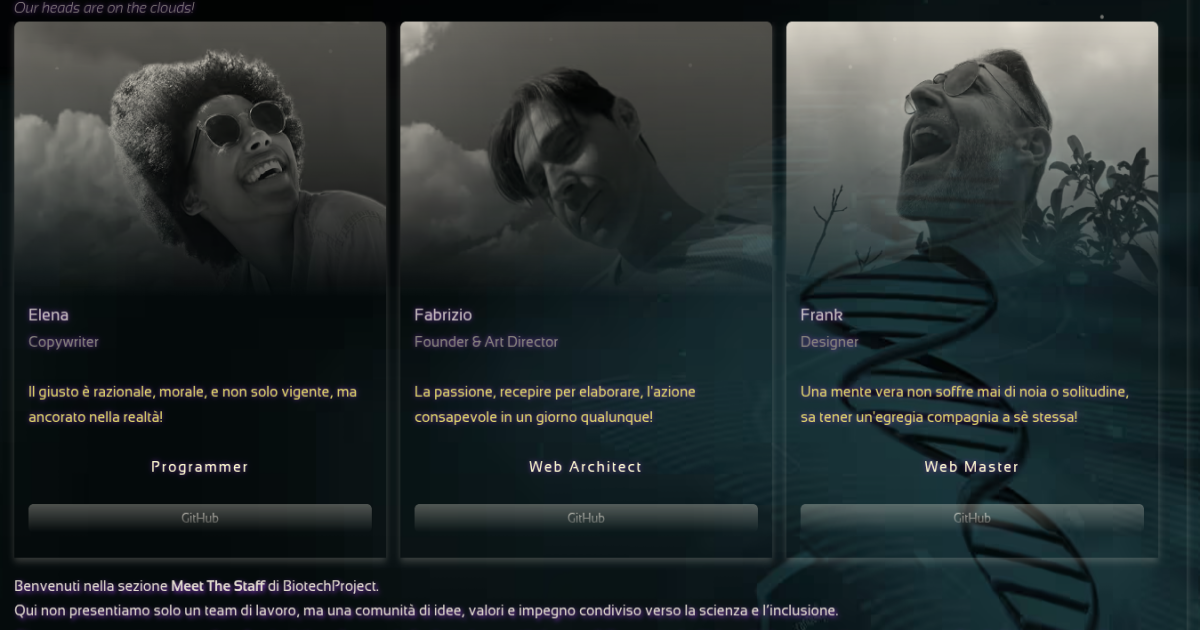 Our heads are on the clouds!
Elena
Copywriter
Il giusto è razionale, morale, e non solo vigente, ma
ancorato nella realtà!
Programmer
GitHub
Fabrizio
Founder & Art Director
La passione, recepire per elaborare, l'azione
consapevole in un giorno qualunque!
Web Architect
GitHub
Frank
Designer
Una mente vera non soffre mai di noia o solitudine,
sa tener un'egregia compagnia a sè stessa!
Web Master
GitHub
Benvenuti nella sezione Meet The Staff di BiotechProject.
Qui non presentiamo solo un team di lavoro, ma una comunità di idee, valori e impegno condiviso verso la scienza e l’inclusione.